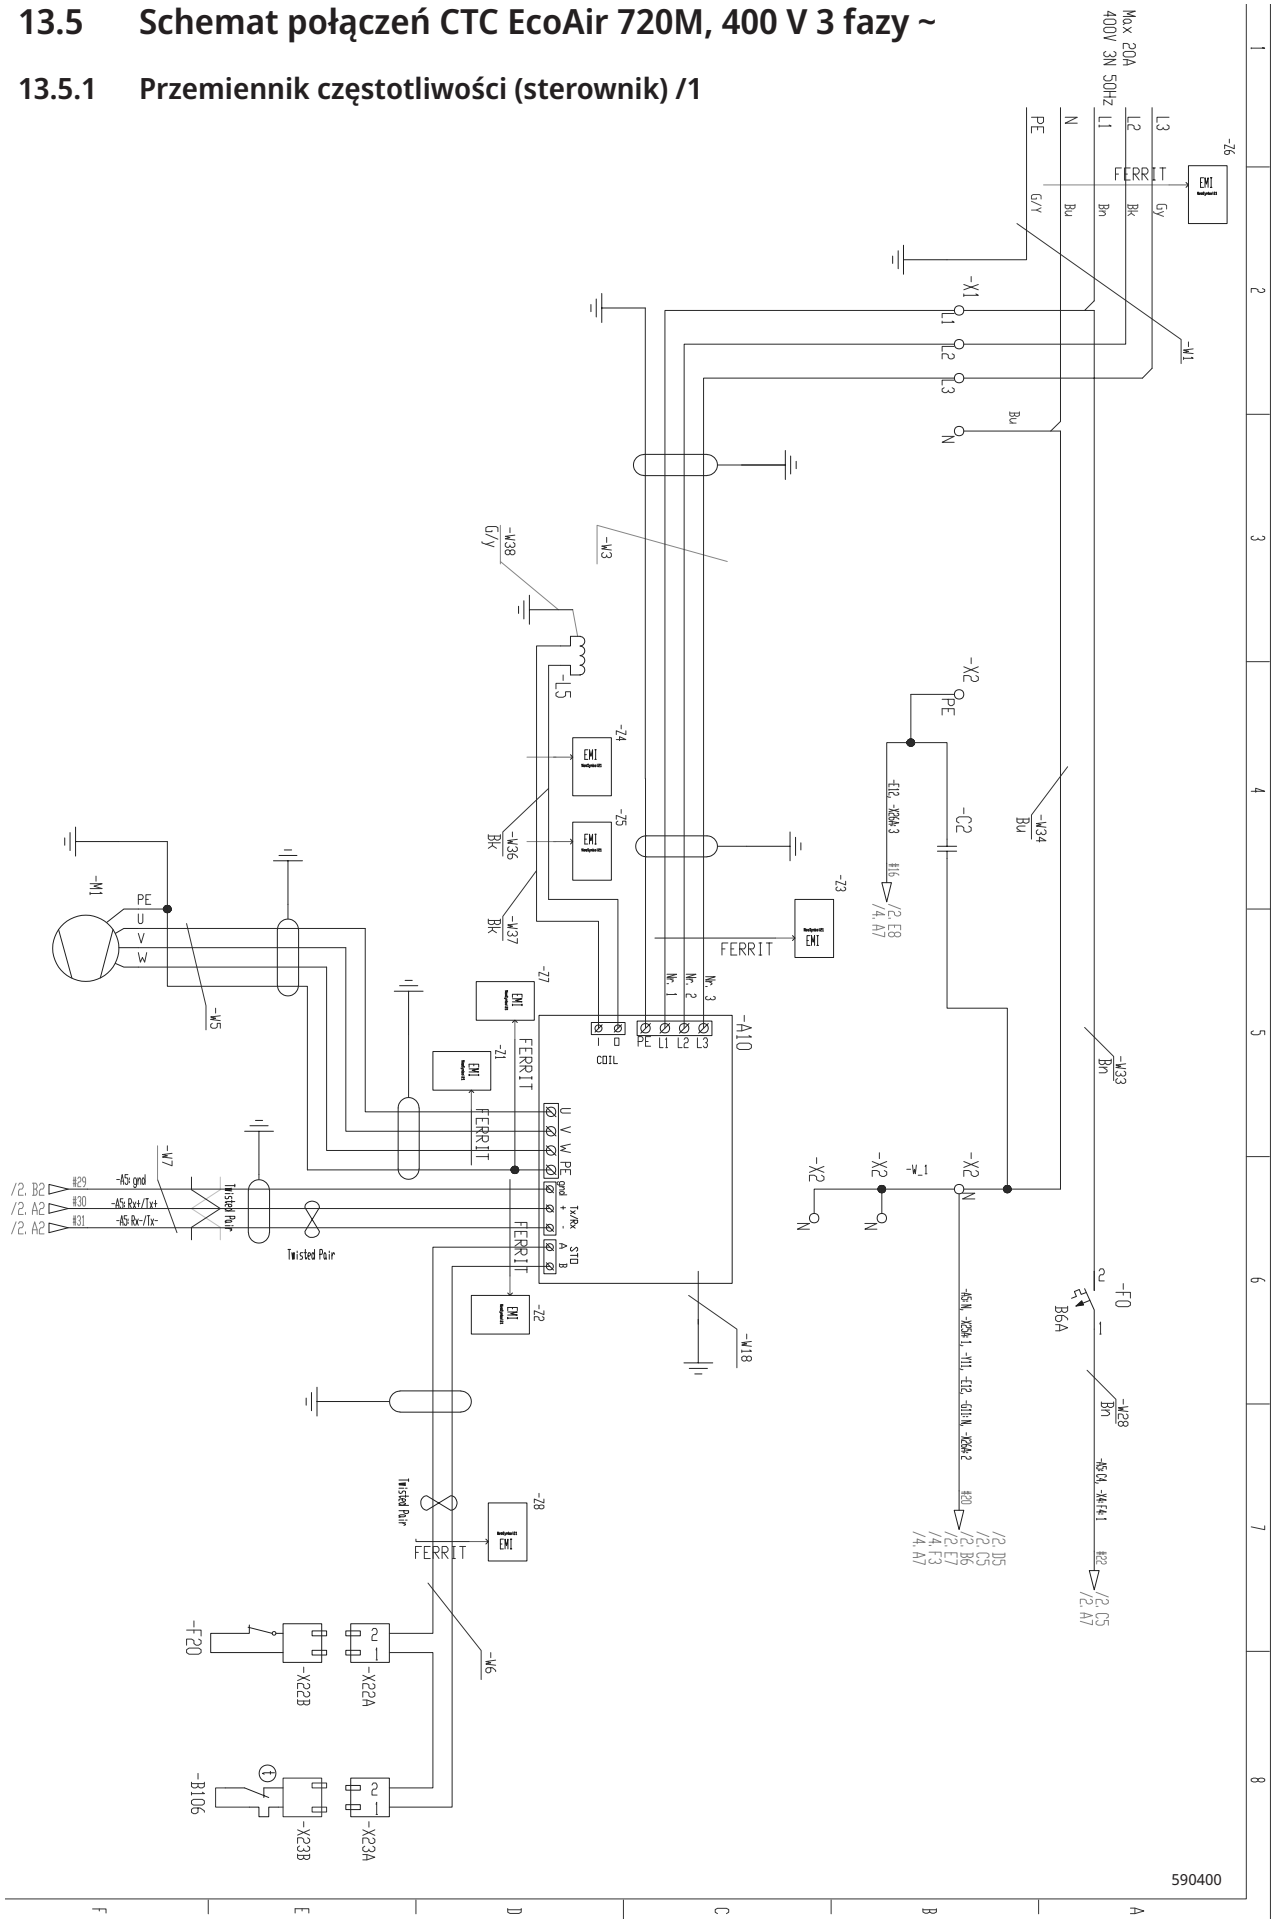 13.5 Schemat połączeń CTC EcoAir 720M, 400 V 3 fazy ~
13.5.1 Przemiennik częstotliwości (sterownik) /1
Max 20A
400V 3N 50Hz
PE
N
L1
L2
L3
-Z6
EMI
FERRIT
G/Y
Bu
Bn
Bk
Gy
-X1
L1
L2
L3
N
Bu
-W1
-W3
-W38
G/y
-L5
-Z4
EMI
-Z5
EMI
-W36
Bk
-W37
Bk
-X2
PE
-E12, -X26A:3
#16
/2. E8
/4. A7
-C2
-W34
Bu
-Z3
EMI
FERRIT
Nr. 1
Nr. 2
Nr. 3
-M1
PE
U
V
W
-W5
-Z7
EMI
FERRIT
-Z1
EMI
FERRIT
-A10
I
O
COIL
PE L1 L2 L3
U
V
W
PE
gnd
+
-
Tx/Rx
A
B
STO
-W33
Bn
-W7
/2. B2
#29
-A5: gnd
/2. A2
#30
-A5: Rx+/Tx+
/2. A2
#31
-A5: Rx-/Tx-
Twisted Pair
Twisted Pair
FERRIT
-Z2
EMI
-W18
-X2
N
-X2
N
-W_1
-X2
N
-A5:N, -X25A:1, -Y11, -E12, -G11:N, -X26A:2
#20
/2. D5
/2. C5
/2. B6
/2. E7
/4. F3
/4. A7
2
-F0
B6A
1
-W28
Bn
-A5:C4, -X4:F4:1
#22
/2. C5
/2. A7
Twisted Pair
-Z8
EMI
FERRIT
-W6
-F20
-X22B
2
1
-X22A
-B106
t
-X23B
2
1
-X23A
1
2
3
4
5
6
7
8
590400
F
E
D
C
B
A